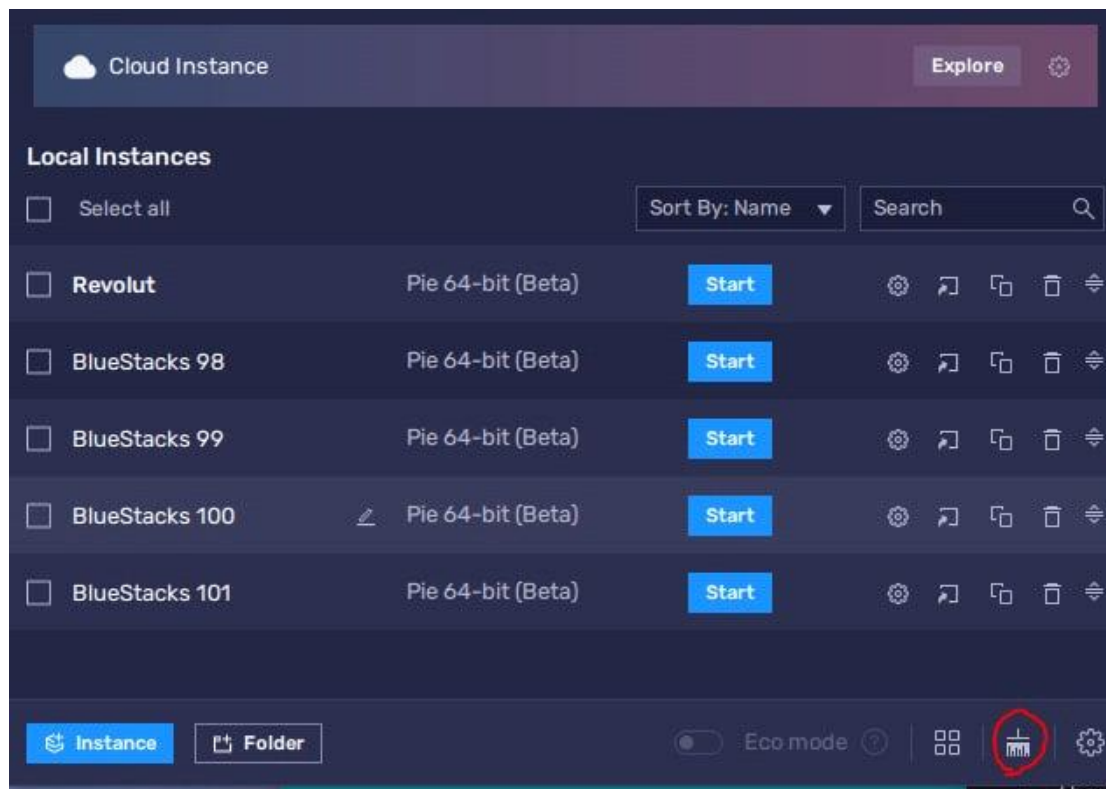 Cloud Instance Explore
Local Instances
Select all Sort By: Name Search
Revolut Pie 64-bit (Beta) Start
BlueStacks 98 Pie 64-bit (Beta) Start
BlueStacks 99 Pie 64-bit (Beta) Start
BlueStacks 100 Pie 64-bit (Beta) Start
BlueStacks 101 Pie 64-bit (Beta) Start
Instance Folder Eco mode ?